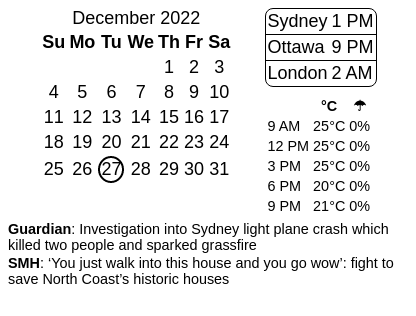 December 2022
Su Mo Tu We Th Fr Sa
1 2 3
4 5 6 7 8 9 10
11 12 13 14 15 16 17
18 19 20 21 22 23 24
25 26 27 28 29 30 31
Sydney 1 PM
Ottawa 9 PM
London 2 AM
°C ☂
9 AM 25°C 0%
12 PM 25°C 0%
3 PM 25°C 0%
6 PM 20°C 0%
9 PM 21°C 0%
Guardian: Investigation into Sydney light plane crash which
killed two people and sparked grassfire
SMH: ‘You just walk into this house and you go wow’: fight to
save North Coast’s historic houses